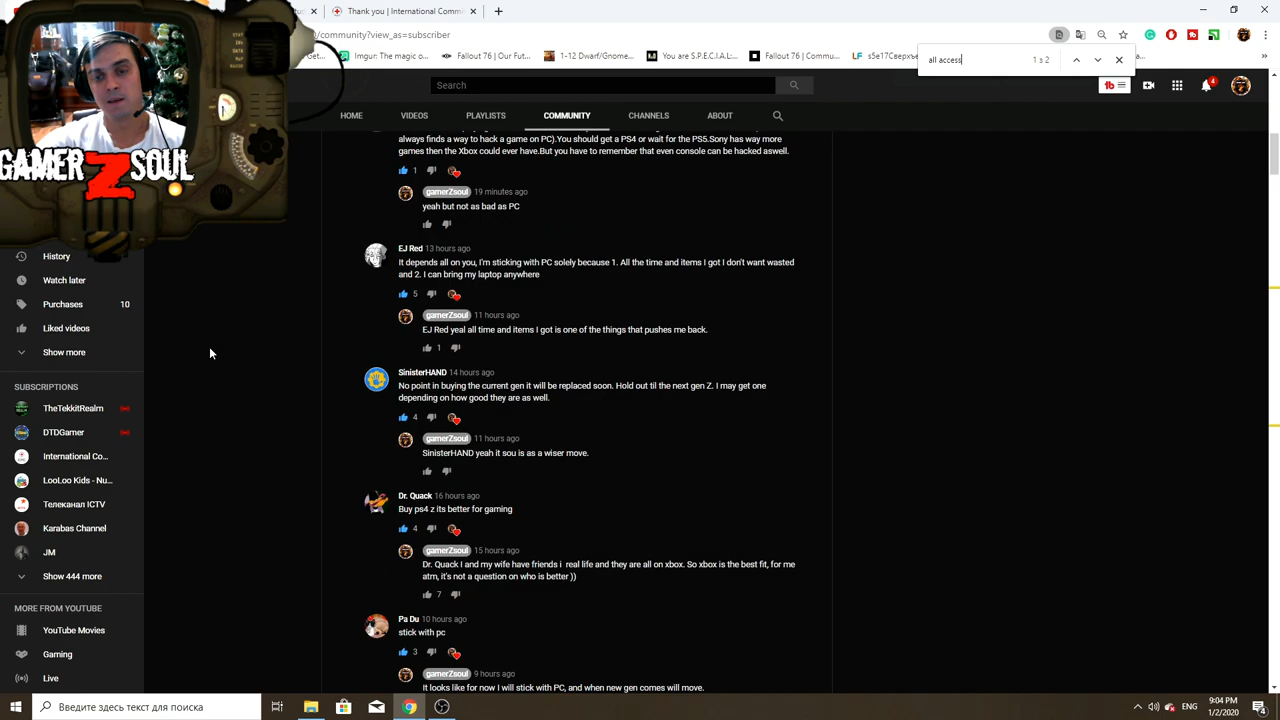 Community Int
/community?view_as=subscriber
Imgur: The magic o
Fallout 76 | Our Fut...
1-12 Dwarf/Gnome...
You are S.P.E.C.I.A.L:
Fallout 76 | Commu...
all access
1 з 2
Search
4
HOME
VIDEOS
PLAYLISTS
COMMUNITY
CHANNELS
ABOUT
GAMERZSOUL
always finds a way to hack a game on PC).You should get a PS4 or wait for the PS5.Sony has way more
games then the Xbox could ever have.But you have to remember that even console can be hacked aswell.
1
gamerZsoul 19 minutes ago
yeah but not as bad as PC
EJ Red 13 hours ago
It depends all on you, I'm sticking with PC solely because 1. All the time and items I got I don't want wasted
and 2. I can bring my laptop anywhere
5
gamerZsoul 11 hours ago
EJ Red yeal all time and items I got is one of the things that pushes me back.
1
SinisterHAND 14 hours ago
No point in buying the current gen it will be replaced soon. Hold out til the next gen Z. I may get one
depending on how good they are as well.
4
gamerZsoul 11 hours ago
SinisterHAND yeah it sou is as a wiser move.
Dr. Quack 16 hours ago
Buy ps4 z its better for gaming
4
gamerZsoul 15 hours ago
Dr. Quack I and my wife have friends i real life and they are all on xbox. So xbox is the best fit, for me
atm, it's not a question on who is better ))
7
Pa Du 10 hours ago
stick with pc
3
gamerZsoul 9 hours ago
It looks like for now I will stick with PC, and when new gen comes will move.
History
Watch later
Purchases 10
Liked videos
Show more
SUBSCRIPTIONS
TheTekkitRealm
DTDGamer
International Co...
LooLoo Kids - Nu...
Телеканал ICTV
Karabas Channel
JM
Show 444 more
MORE FROM YOUTUBE
YouTube Movies
Gaming
Live
Введите здесь текст для поиска
ENG
9:04 PM
1/2/2020
4